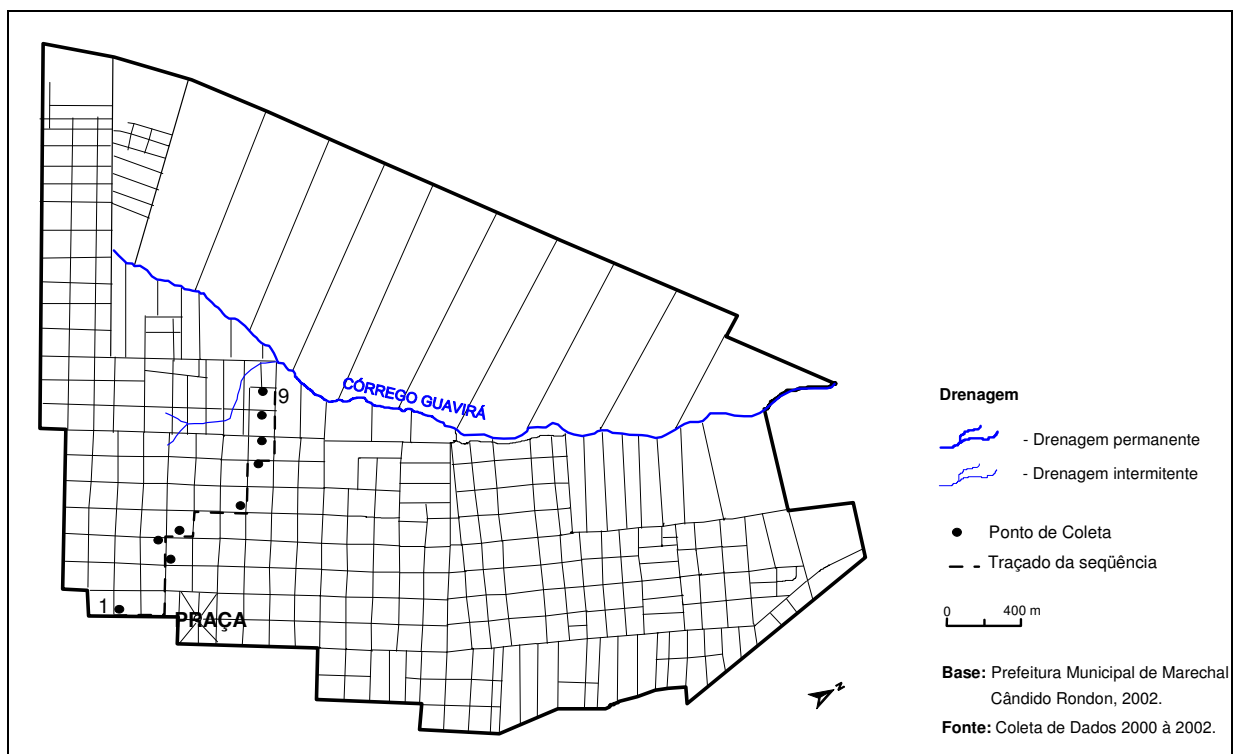 CÓRREGO GUAVIRÁ
9
1
PRAÇA
N
Drenagem
- Drenagem permanente
- Drenagem intermitente
Ponto de Coleta
Traçado da seqüência
0 400 m
Base: Prefeitura Municipal de Marechal
Cândido Rondon, 2002.
Fonte: Coleta de Dados 2000 à 2002.